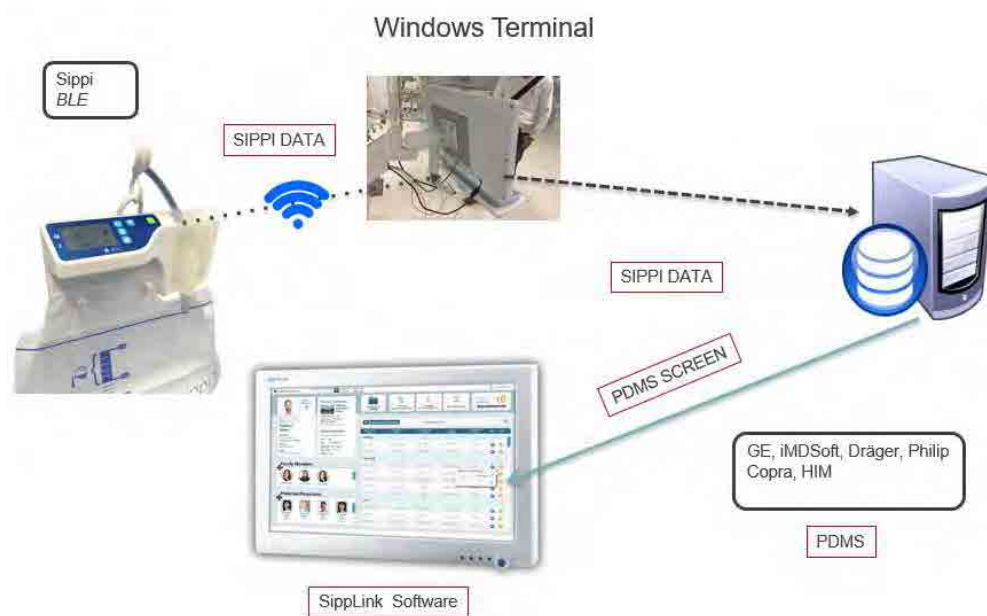 Windows Terminal
Sippi
BLE
SIPPI DATA
SIPPI DATA
PDMS SCREEN
GE, iMDSoft, Dräger, Philip
Copra, HIM
PDMS
SippLink Software